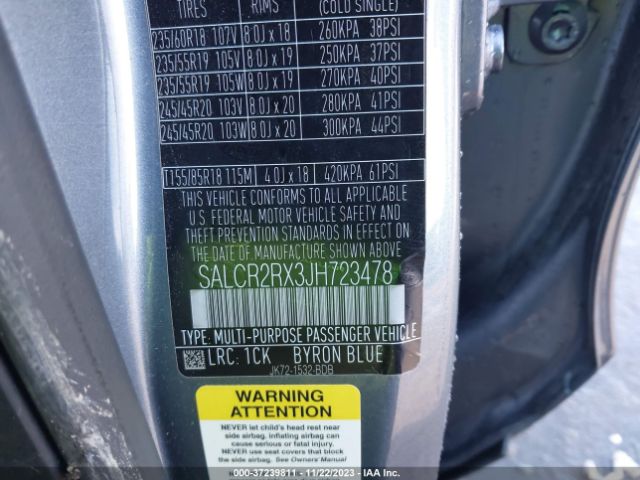 TIRES RIMS (COLD SINGLE)
235/60R18 107V 8.0J x 18 260KPA 38PSI
235/55R19 105V 8.0J x 19 250KPA 37PSI
235/55R19 105W 8.0J x 19 270KPA 40PSI
245/45R20 103V 8.0J x 20 280KPA 41PSI
245/45R20 103W 8.0J x 20 300KPA 44PSI
T155/85R18 115M 4.0J x 18 420KPA 61PSI
THIS VEHICLE CONFORMS TO ALL APPLICABLE
U.S. FEDERAL MOTOR VEHICLE SAFETY AND
THEFT PREVENTION STANDARDS IN EFFECT ON
THE DATE OF MANUFACTURE SHOWN ABOVE
SALCR2RX3JH723478
TYPE: MULTI-PURPOSE PASSENGER VEHICLE
LRC: 1CK BYRON BLUE
JK72-1532-BDB
WARNING
ATTENTION
NEVER let child's head rest near
side airbag, inflating airbag can
cause serious or fatal injury.
NEVER use seat covers that block
side airbag. See Owners' Manual
000-37239811 - 11/22/2023 - IAA Inc.